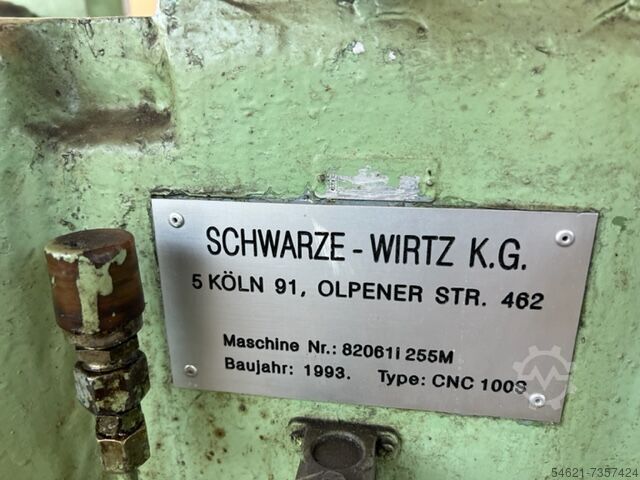 SCHWARZE - WIRTZ K.G.
5 KÖLN 91, OLPENER STR. 462
Maschine Nr.: 82061i 255M
Baujahr: 1993. Type: CNC 100S
54621-7357424